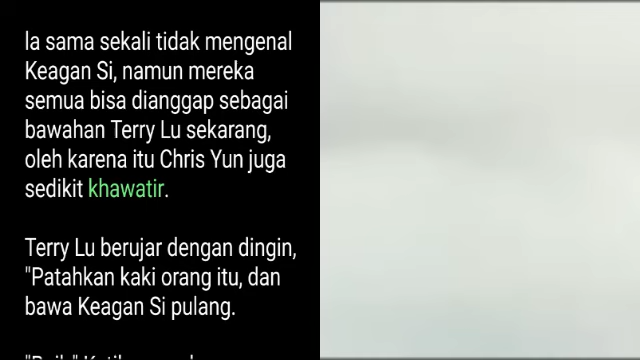 Ia sama sekali tidak mengenal
Keagan Si, namun mereka
semua bisa dianggap sebagai
bawahan Terry Lu sekarang,
oleh karena itu Chris Yun juga
sedikit khawatir.
Terry Lu berujar dengan dingin,
"Patahkan kaki orang itu, dan
bawa Keagan Si pulang.